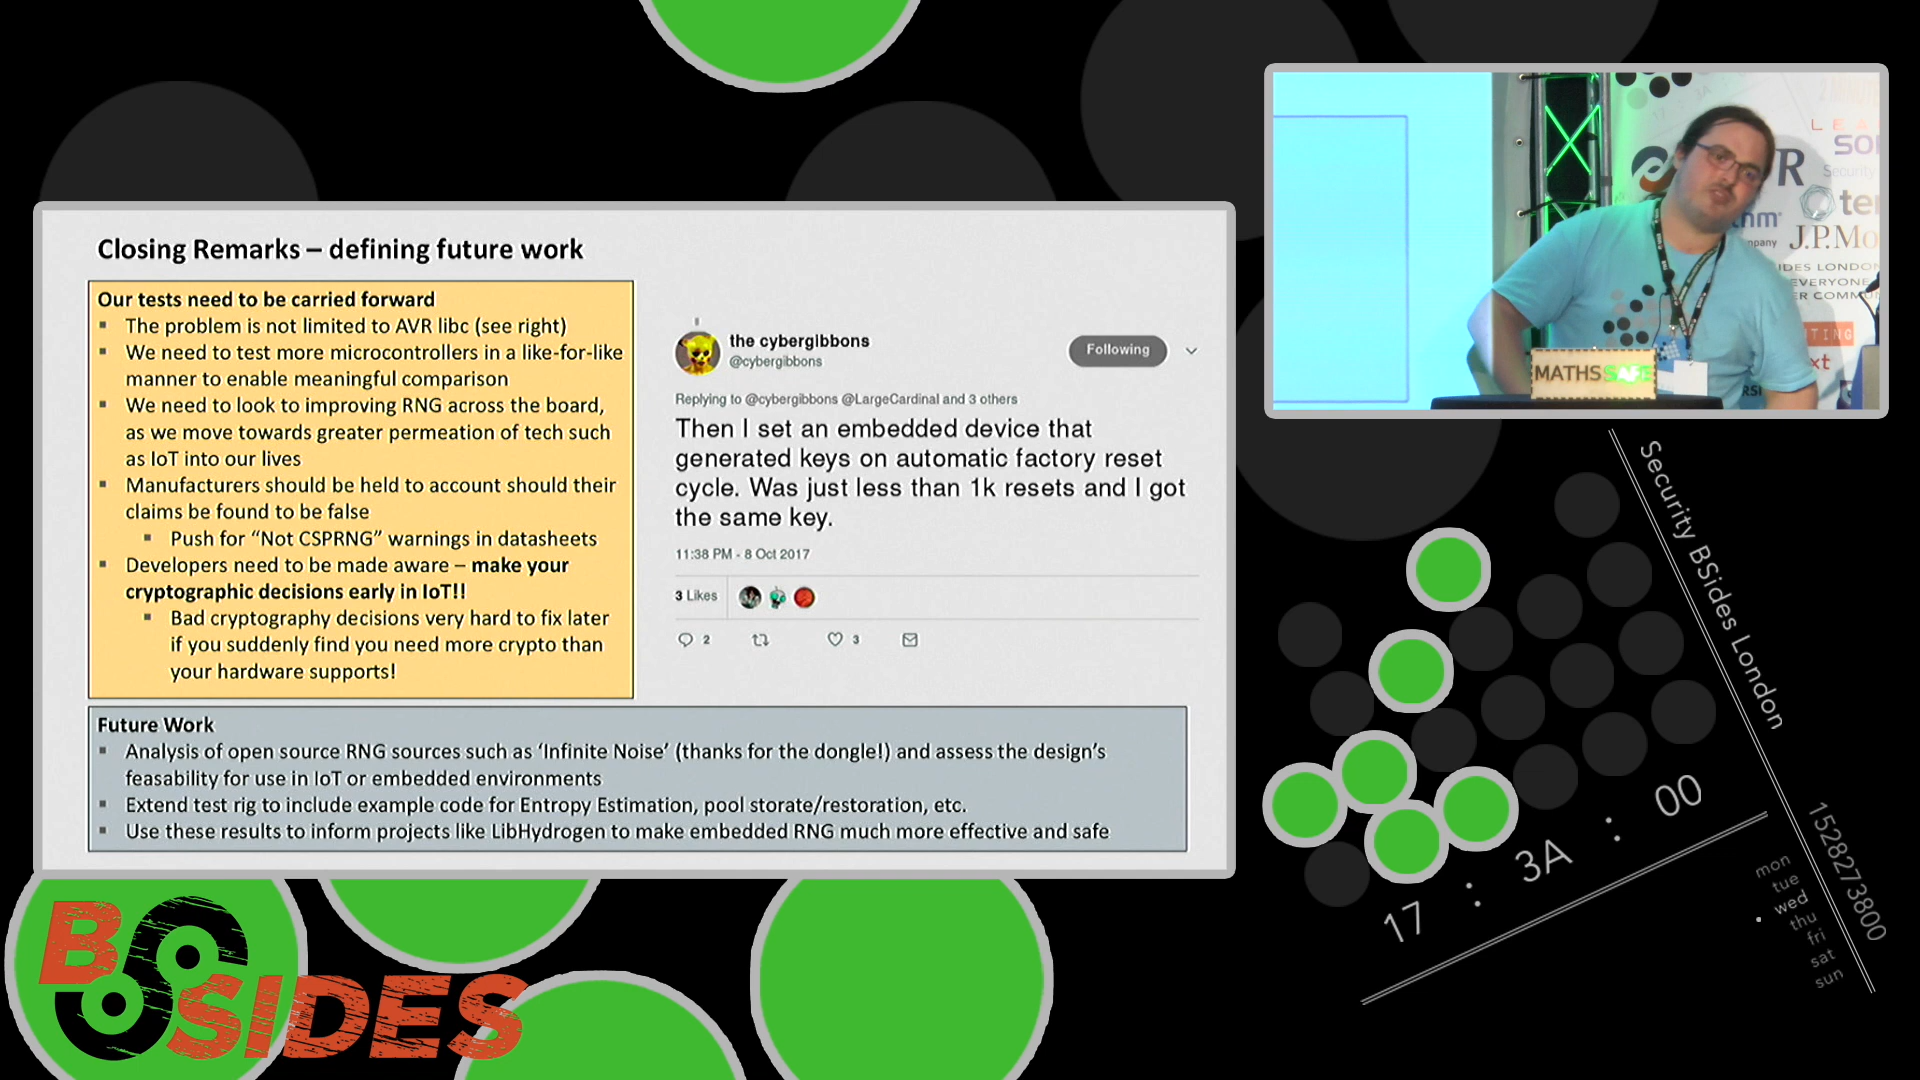 Closing Remarks – defining future work
Our tests need to be carried forward
▪ The problem is not limited to AVR libc (see right)
▪ We need to test more microcontrollers in a like-for-like
manner to enable meaningful comparison
▪ We need to look to improving RNG across the board,
as we move towards greater permeation of tech such
as IoT into our lives
▪ Manufacturers should be held to account should their
claims be found to be false
▪ Push for “Not CSPRNG” warnings in datasheets
▪ Developers need to be made aware – make your
cryptographic decisions early in IoT!!
▪ Bad cryptography decisions very hard to fix later
if you suddenly find you need more crypto than
your hardware supports!
the cybergibbons
@cybergibbons
Following
Replying to @cybergibbons @LargeCardinal and 3 others
Then I set an embedded device that
generated keys on automatic factory reset
cycle. Was just less than 1k resets and I got
the same key.
11:38 PM - 8 Oct 2017
3 Likes
2
3
Future Work
▪ Analysis of open source RNG sources such as ‘Infinite Noise’ (thanks for the dongle!) and assess the design’s
feasability for use in IoT or embedded environments
▪ Extend test rig to include example code for Entropy Estimation, pool storate/restoration, etc.
▪ Use these results to inform projects like LibHydrogen to make embedded RNG much more effective and safe
MATHS SAFE
J.P.Mo
IDES LONDON
EVERYONE
Security BSides London
17 : 3A : 00
1528273800
mon
tue
wed
thu
fri
sat
sun
BSIDES